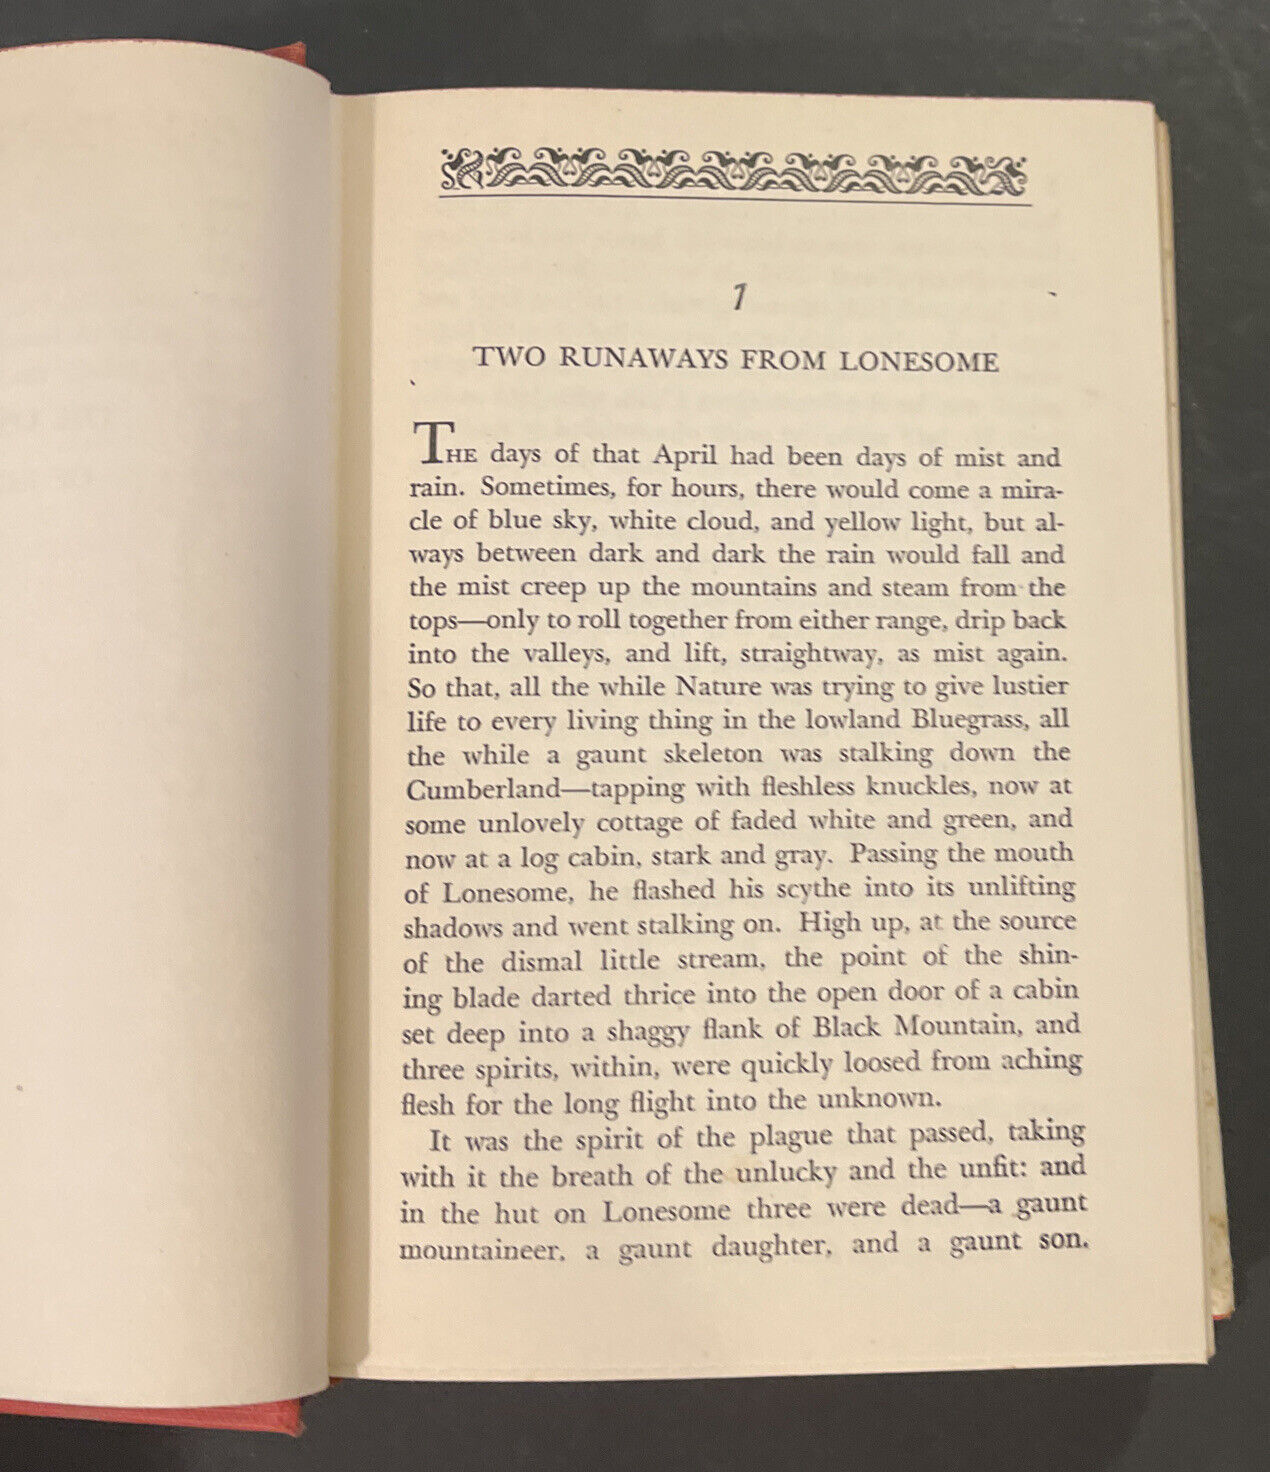 1
TWO RUNAWAYS FROM LONESOME
THE days of that April had been days of mist and
rain. Sometimes, for hours, there would come a mira-
cle of blue sky, white cloud, and yellow light, but al-
ways between dark and dark the rain would fall and
the mist creep up the mountains and steam from the
tops—only to roll together from either range, drip back
into the valleys, and lift, straightway, as mist again.
So that, all the while Nature was trying to give lustier
life to every living thing in the lowland Bluegrass, all
the while a gaunt skeleton was stalking down the
Cumberland—tapping with fleshless knuckles, now at
some unlovely cottage of faded white and green, and
now at a log cabin, stark and gray. Passing the mouth
of Lonesome, he flashed his scythe into its unlifting
shadows and went stalking on. High up, at the source
of the dismal little stream, the point of the shin-
ing blade darted thrice into the open door of a cabin
set deep into a shaggy flank of Black Mountain, and
three spirits, within, were quickly loosed from aching
flesh for the long flight into the unknown.
It was the spirit of the plague that passed, taking
with it the breath of the unlucky and the unfit: and
in the hut on Lonesome three were dead—a gaunt
mountaineer, a gaunt daughter, and a gaunt son.